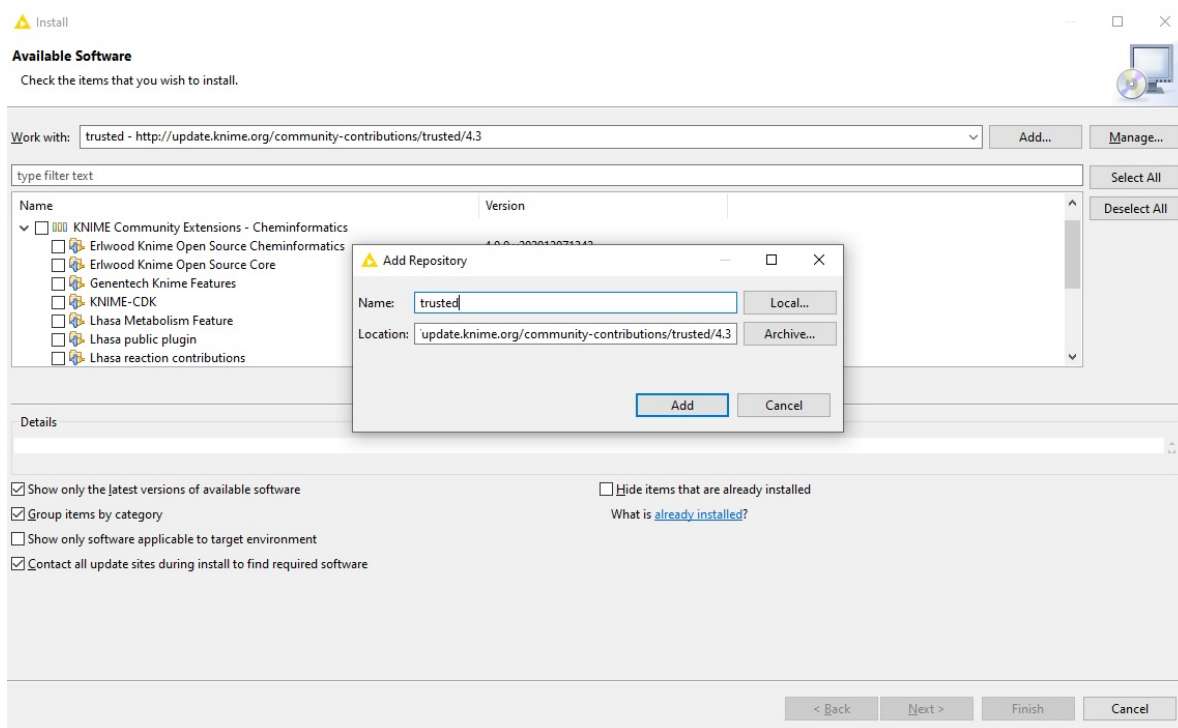 Install
Available Software
Check the items that you wish to install.
Work with: trusted - http://update.knime.org/community-contributions/trusted/4.3 Add... Manage...
type filter text Select All
Name Version Deselect All
KNIME Community Extensions - Cheminformatics
Erlwood Knime Open Source Cheminformatics
Erlwood Knime Open Source Core
Genentech Knime Features
KNIME-CDK
Lhasa Metabolism Feature
Lhasa public plugin
Lhasa reaction contributions
Add Repository
Name: trusted Local...
Location: update.knime.org/community-contributions/trusted/4.3 Archive...
Add Cancel
Details
Show only the latest versions of available software
Hide items that are already installed
Group items by category
What is already installed?
Show only software applicable to target environment
Contact all update sites during install to find required software
< Back Next > Finish Cancel